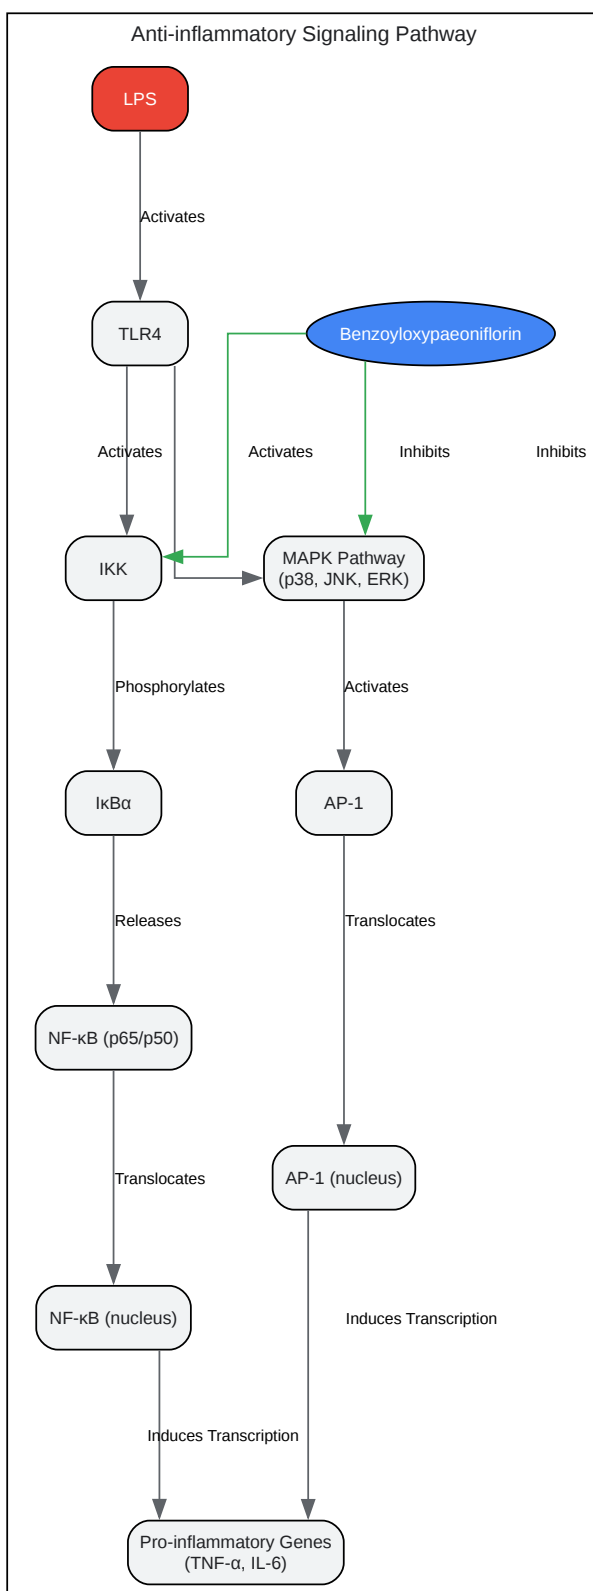 Anti-inflammatory Signaling Pathway
LPS
Activates
TLR4
Benzoyloxypaeoniflorin
Activates
Activates
Inhibits
Inhibits
IKK
MAPK Pathway
(p38, JNK, ERK)
Phosphorylates
Activates
IκBα
AP-1
Releases
Translocates
NF-κB (p65/p50)
Translocates
AP-1 (nucleus)
NF-κB (nucleus)
Induces Transcription
Induces Transcription
Pro-inflammatory Genes
(TNF-α, IL-6)